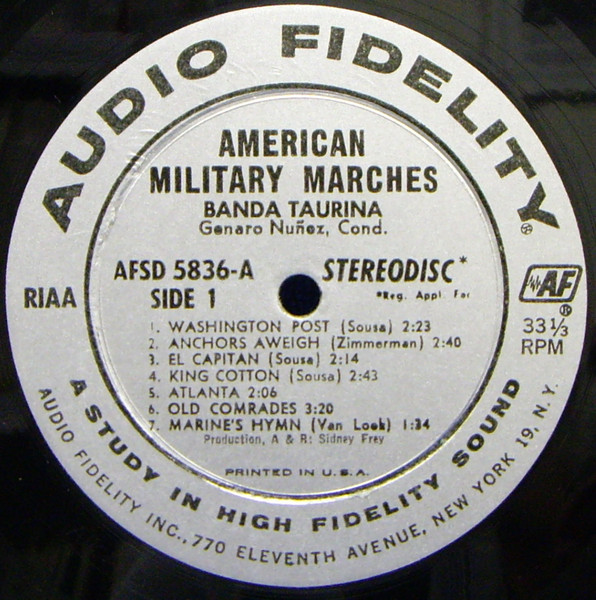 AUDIO FIDELITY
AMERICAN
MILITARY MARCHES
BANDA TAURINA
Genaro Nuñez, Cond.
AFSD 5836-A
STEREODISC*
SIDE 1
*Reg. Appl. For
RIAA
AF
®
33 1/3
RPM
1. WASHINGTON POST (Sousa) 2:23
2. ANCHORS AWEIGH (Zimmerman) 2:40
3. EL CAPITAN (Sousa) 2:14
4. KING COTTON (Sousa) 2:43
5. ATLANTA 2:06
6. OLD COMRADES 3:20
7. MARINE'S HYMN (Van Loek) 1:34
Production, A & R: Sidney Frey
PRINTED IN U.S.A.
A STUDY IN HIGH FIDELITY SOUND
AUDIO FIDELITY INC., 770 ELEVENTH AVENUE, NEW YORK 19, N.Y.